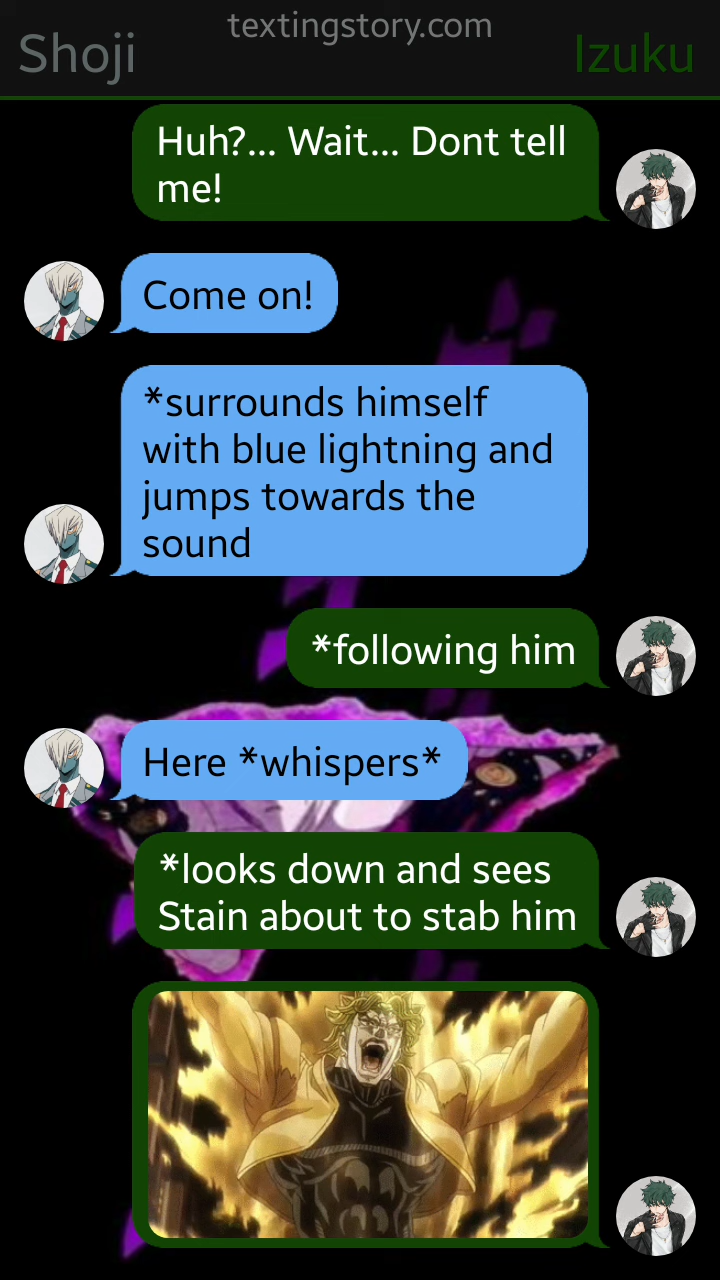 textingstory.com
Shoji
Izuku
Huh?... Wait... Dont tell
me!
Come on!
*surrounds himself
with blue lightning and
jumps towards the
sound
*following him
Here *whispers*
*looks down and sees
Stain about to stab him